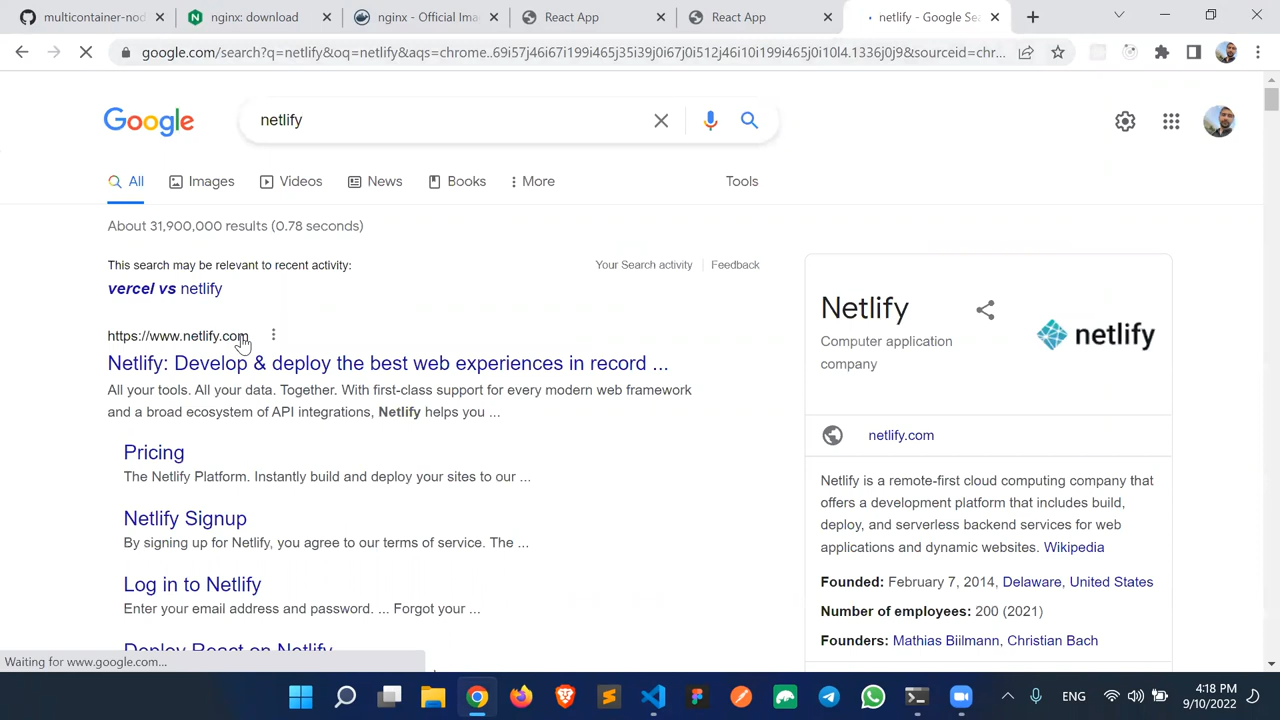 multicontainer-nod
nginx: download
nginx - Official Ima
React App
React App
netlify - Google Sea
google.com/search?q=netlify&oq=netlify&aqs=chrome..69i57j46i67i199i465j35i39j0i67j0i512j46i10i199i465j0i10l4.1336j0j9&sourceid=chr...
Google
netlify
All
Images
Videos
News
Books
More
Tools
About 31,900,000 results (0.78 seconds)
This search may be relevant to recent activity:
Your Search activity
Feedback
vercel vs netlify
https://www.netlify.com
Netlify: Develop & deploy the best web experiences in record ...
All your tools. All your data. Together. With first-class support for every modern web framework
and a broad ecosystem of API integrations, Netlify helps you ...
Pricing
The Netlify Platform. Instantly build and deploy your sites to our ...
Netlify Signup
By signing up for Netlify, you agree to our terms of service. The ...
Log in to Netlify
Enter your email address and password. ... Forgot your ...
Deploy React on Netlify
Netlify
Computer application
company
netlify
netlify.com
Netlify is a remote-first cloud computing company that
offers a development platform that includes build,
deploy, and serverless backend services for web
applications and dynamic websites. Wikipedia
Founded: February 7, 2014, Delaware, United States
Number of employees: 200 (2021)
Founders: Mathias Biilmann, Christian Bach
Waiting for www.google.com...
ENG
4:18 PM
9/10/2022